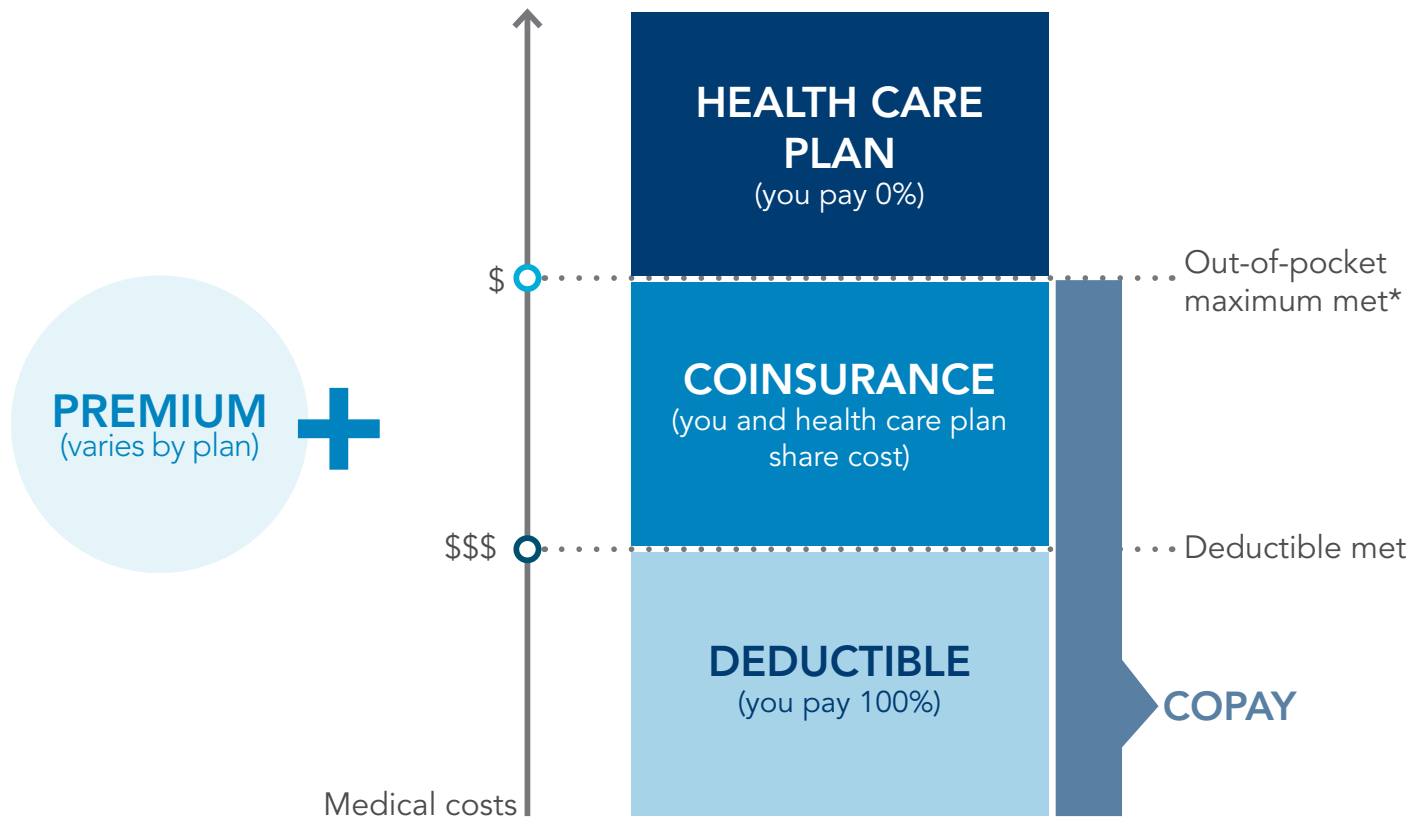 HEALTH CARE
PLAN
(you pay 0%)
$
Out-of-pocket
maximum met*
PREMIUM
(varies by plan)
+
COINSURANCE
(you and health care plan
share cost)
$$$
Deductible met
DEDUCTIBLE
(you pay 100%)
COPAY
Medical costs